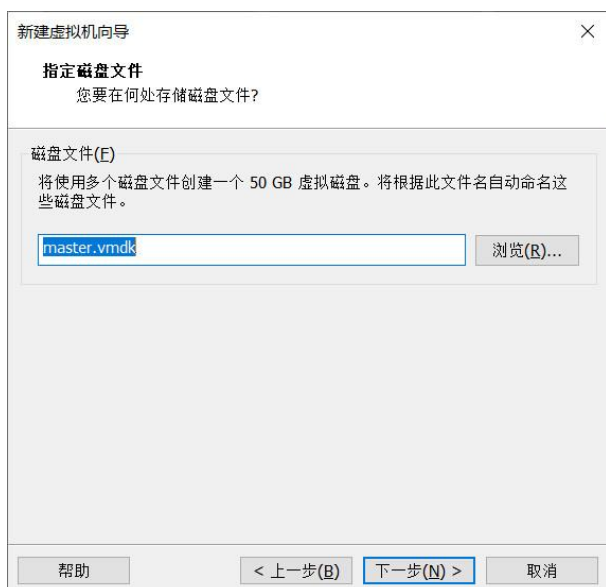 新建虚拟机向导
指定磁盘文件
您要在何处存储磁盘文件?
磁盘文件(F)
将使用多个磁盘文件创建一个 50 GB 虚拟磁盘。将根据此文件名自动命名这
些磁盘文件。
master.vmdk
浏览(R)...
帮助
< 上一步(B)
下一步(N) >
取消